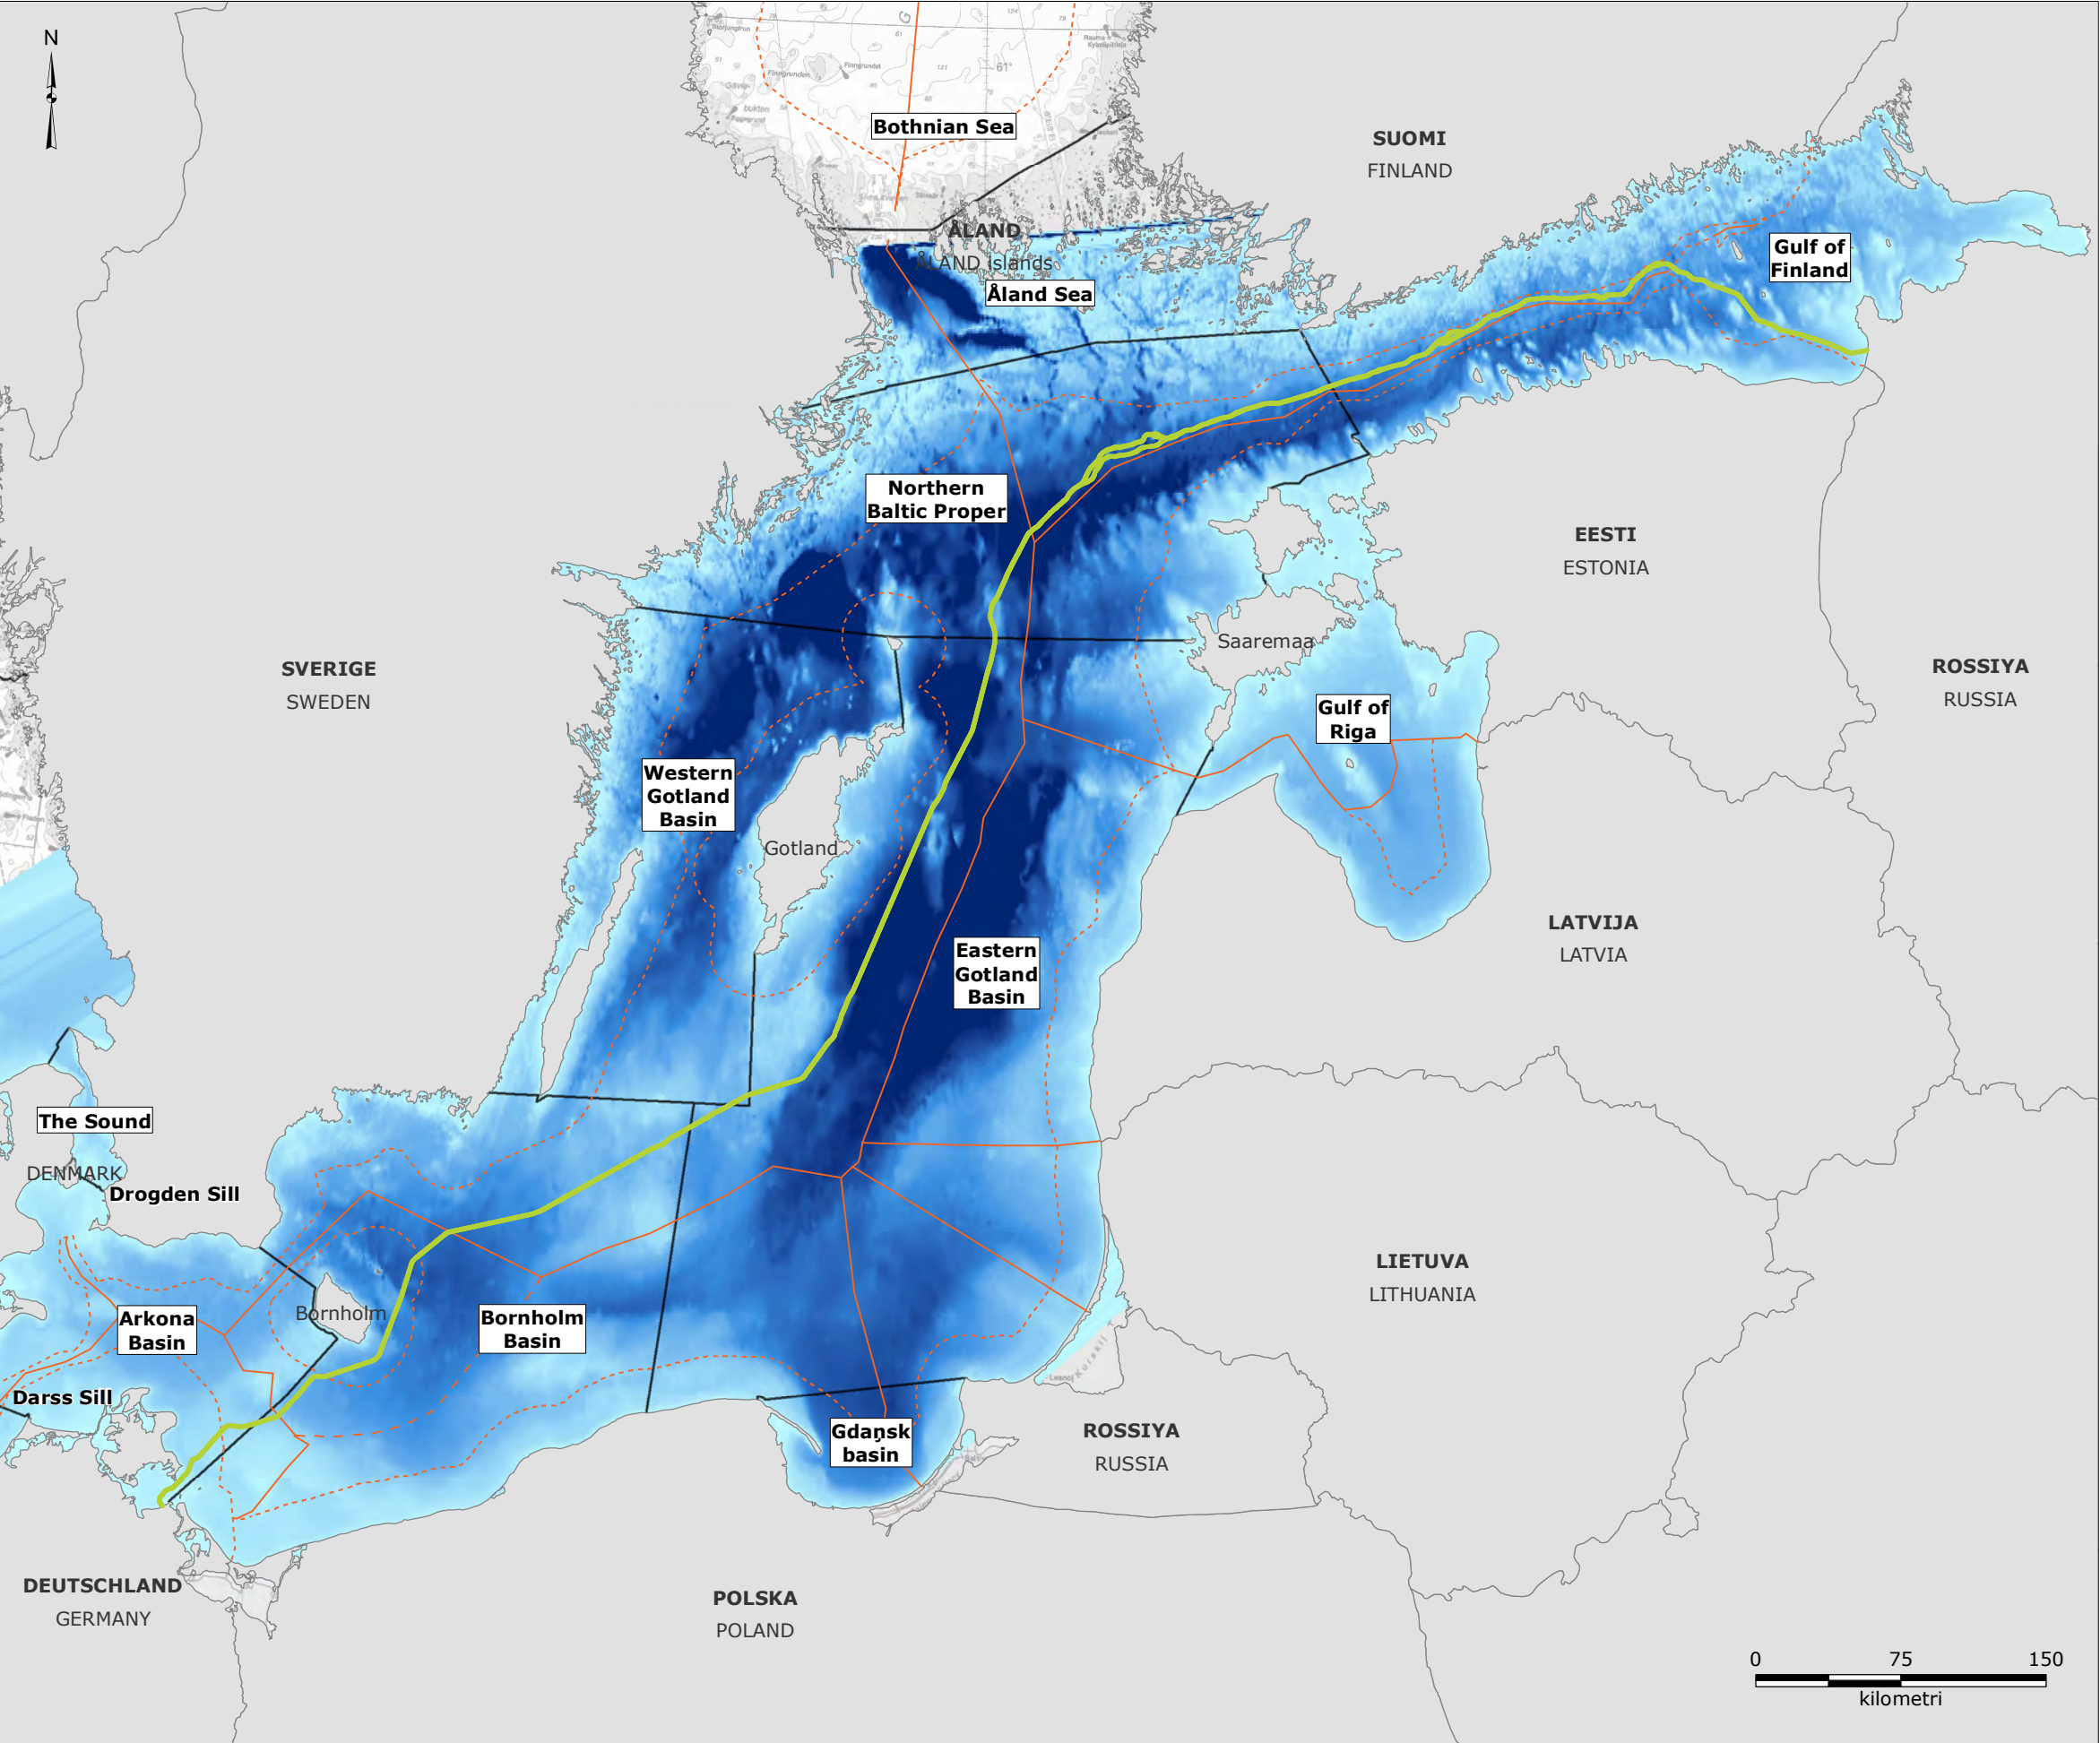 N
G
61°
Bothnian Sea
SUOMI
FINLAND
ÅLAND
ÅLAND islands
Åland Sea
Gulf of
Finland
Northern
Baltic Proper
EESTI
ESTONIA
Saaremaa
SVERIGE
SWEDEN
ROSSIYA
RUSSIA
Gulf of
Riga
Western
Gotland
Basin
Gotland
LATVIJA
LATVIA
Eastern
Gotland
Basin
The Sound
DENMARK
Drogden Sill
LIETUVA
LITHUANIA
Bornholm
Arkona
Basin
Bornholm
Basin
Darss Sill
Gdańsk
basin
ROSSIYA
RUSSIA
DEUTSCHLAND
GERMANY
POLSKA
POLAND
0 75 150
kilometri